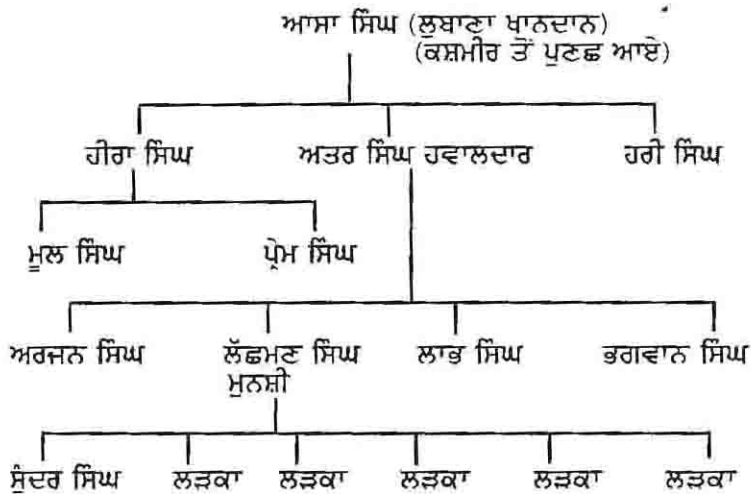 ਆਸਾ ਸਿੰਘ (ਲੁਬਾਣਾ ਖਾਨਦਾਨ)
(ਕਸ਼ਮੀਰ ਤੋਂ ਪੁਣਛ ਆਏ)
ਹੀਰਾ ਸਿੰਘ ਅਤਰ ਸਿੰਘ ਹਵਾਲਦਾਰ ਹਰੀ ਸਿੰਘ
ਮੂਲ ਸਿੰਘ ਪ੍ਰੇਮ ਸਿੰਘ
ਅਰਜਨ ਸਿੰਘ ਲੱਛਮਣ ਸਿੰਘ ਲਾਭ ਸਿੰਘ ਭਗਵਾਨ ਸਿੰਘ
ਮੁਨਸ਼ੀ
ਸੁੰਦਰ ਸਿੰਘ ਲੜਕਾ ਲੜਕਾ ਲੜਕਾ ਲੜਕਾ ਲੜਕਾ